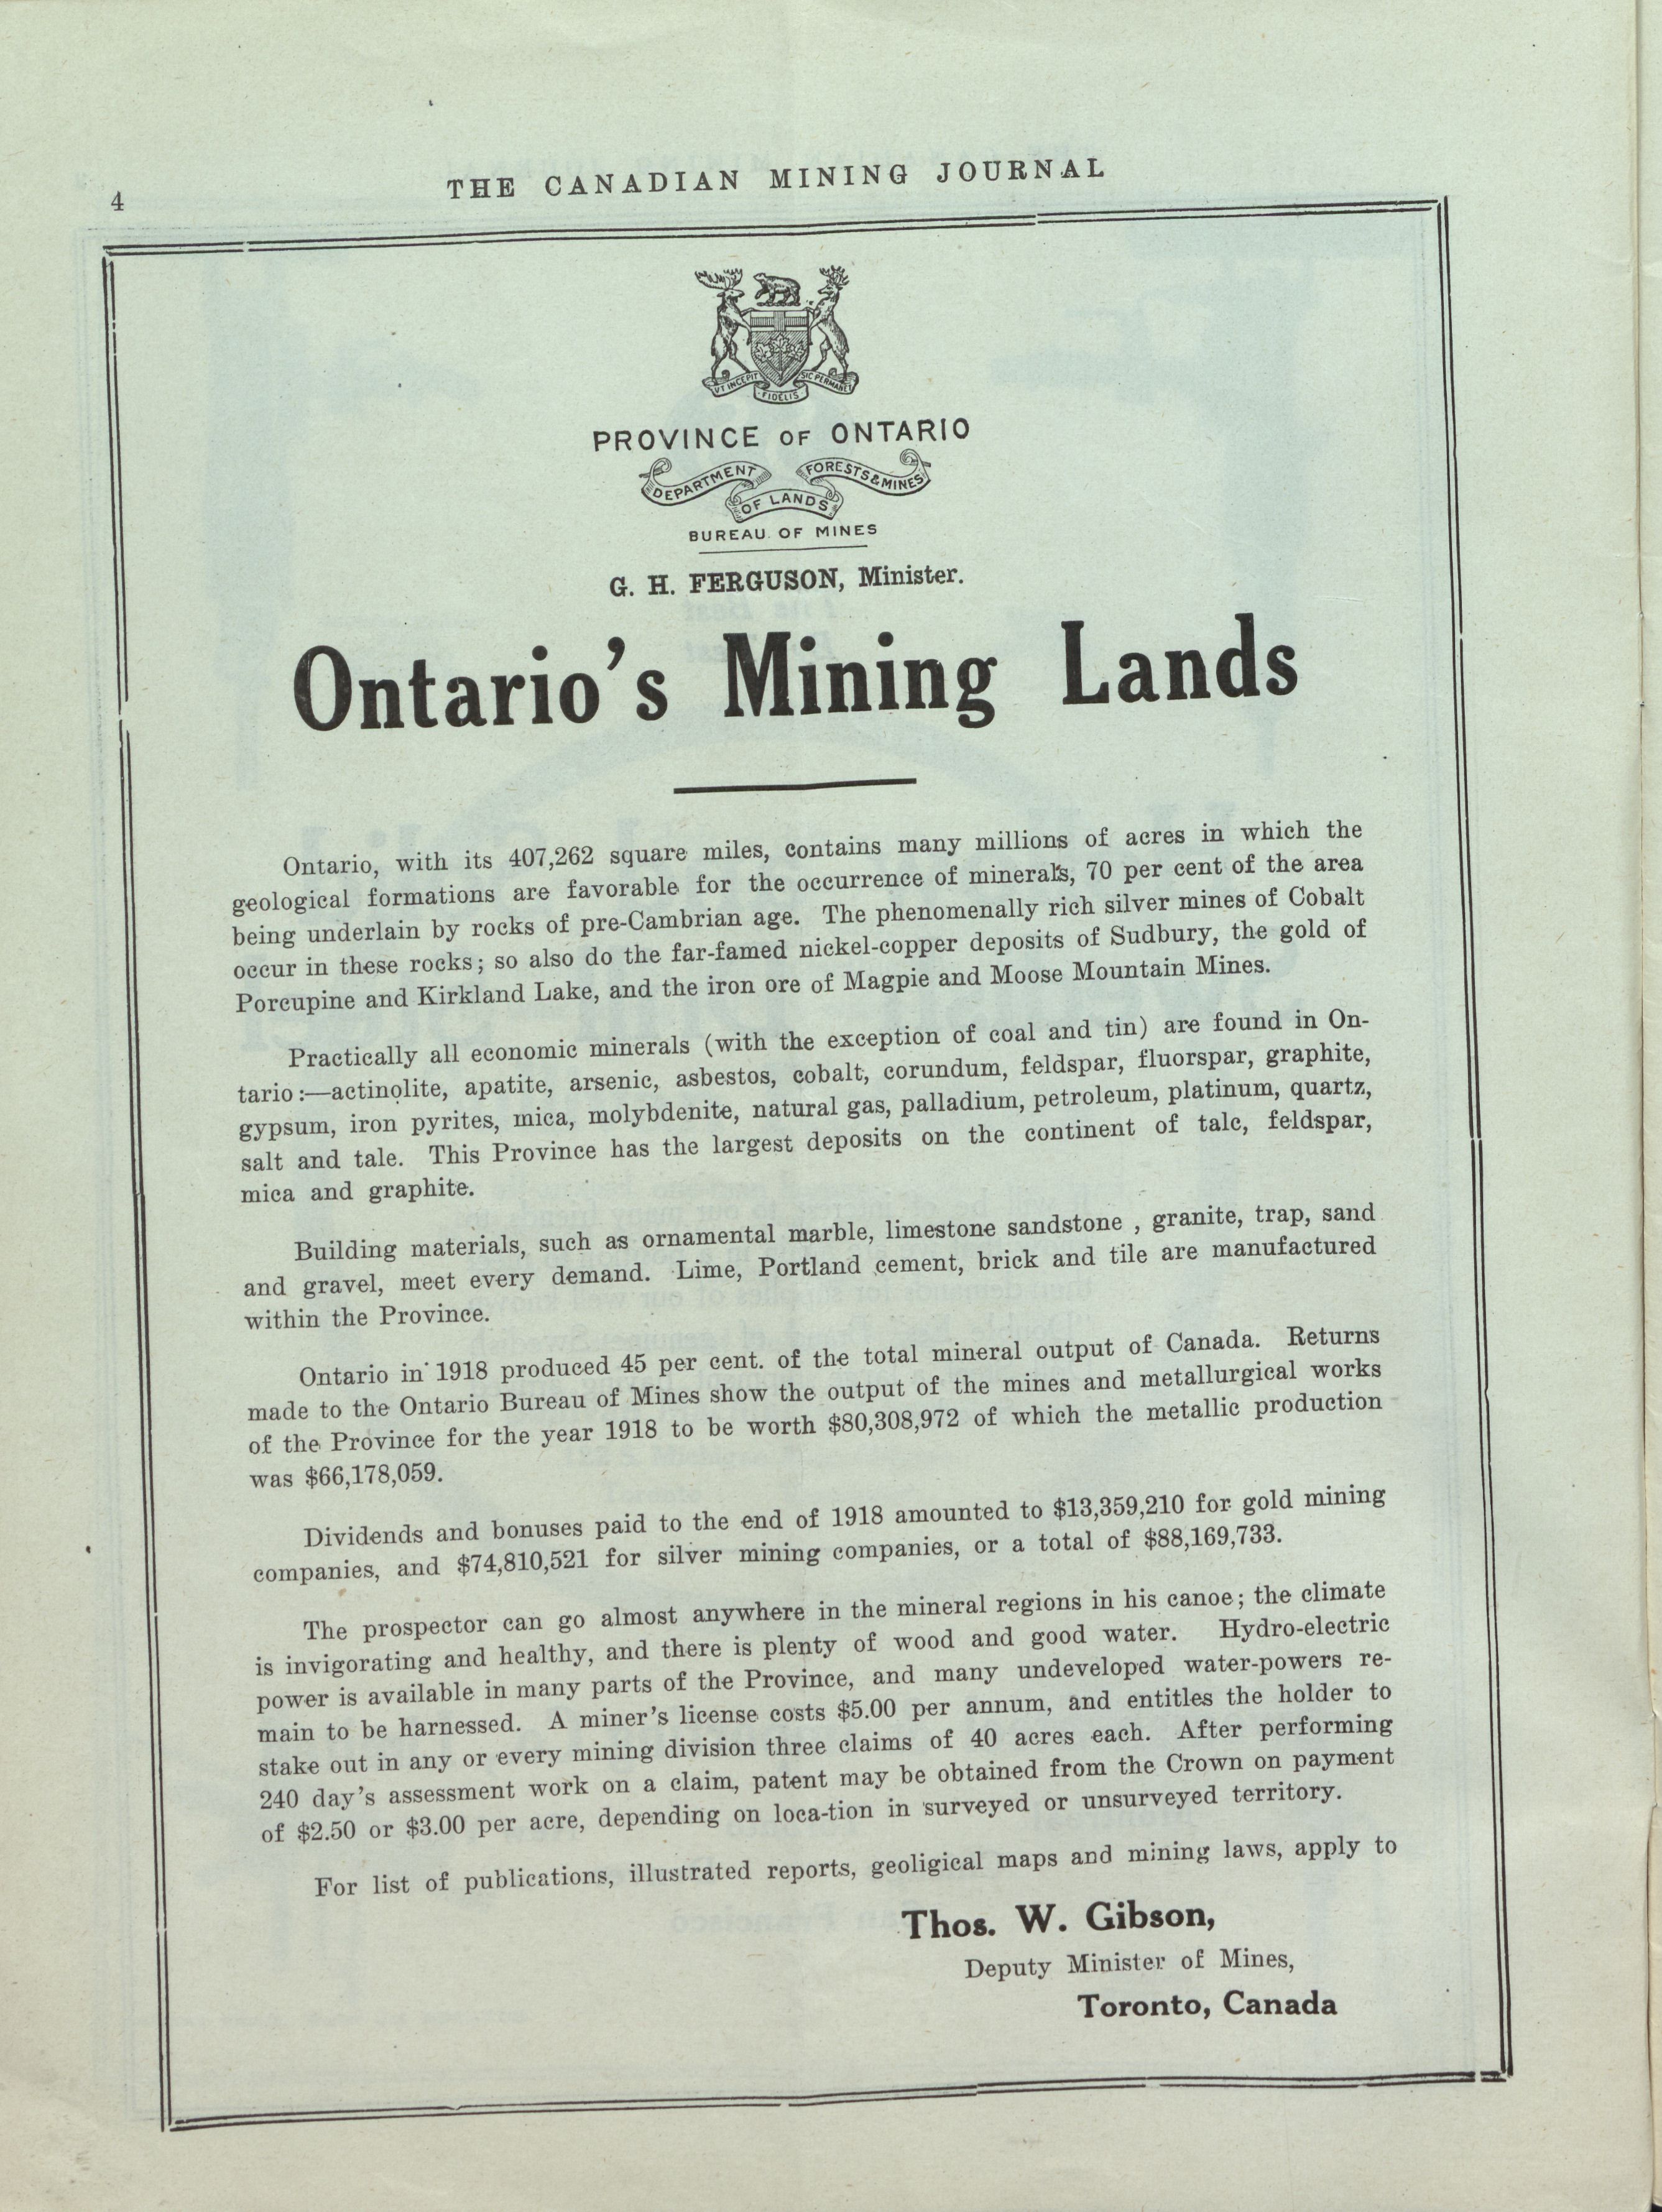 4
THE CANADIAN MINING JOURNAL
UT INCEPIT
FIDELIS
SIC PERMANET
PROVINCE OF ONTARIO
DEPARTMENT
OF LANDS
FORESTS & MINES
BUREAU OF MINES
G. H. FERGUSON, Minister.
Ontario's Mining Lands
Ontario, with its 407,262 square miles, contains many millions of acres in which the
geological formations are favorable for the occurrence of minerals, 70 per cent of the area
being underlain by rocks of pre-Cambrian age. The phenomenally rich silver mines of Cobalt
occur in these rocks; so also do the far-famed nickel-copper deposits of Sudbury, the gold of
Porcupine and Kirkland Lake, and the iron ore of Magpie and Moose Mountain Mines.
Practically all economic minerals (with the exception of coal and tin) are found in On-
tario:—actinolite, apatite, arsenic, asbestos, cobalt, corundum, feldspar, fluorspar, graphite,
gypsum, iron pyrites, mica, molybdenite, natural gas, palladium, petroleum, platinum, quartz,
salt and tale. This Province has the largest deposits on the continent of talc, feldspar,
mica and graphite.
Building materials, such as ornamental marble, limestone sandstone , granite, trap, sand
and gravel, meet every demand. Lime, Portland cement, brick and tile are manufactured
within the Province.
Ontario in 1918 produced 45 per cent. of the total mineral output of Canada. Returns
made to the Ontario Bureau of Mines show the output of the mines and metallurgical works
of the Province for the year 1918 to be worth $80,308,972 of which the metallic production
was $66,178,059.
Dividends and bonuses paid to the end of 1918 amounted to $13,359,210 for gold mining
companies, and $74,810,521 for silver mining companies, or a total of $88,169,733.
The prospector can go almost anywhere in the mineral regions in his canoe; the climate
is invigorating and healthy, and there is plenty of wood and good water. Hydro-electric
power is available in many parts of the Province, and many undeveloped water-powers re-
main to be harnessed. A miner's license costs $5.00 per annum, and entitles the holder to
stake out in any or every mining division three claims of 40 acres each. After performing
240 day's assessment work on a claim, patent may be obtained from the Crown on payment
of $2.50 or $3.00 per acre, depending on loca-tion in surveyed or unsurveyed territory.
For list of publications, illustrated reports, geoligical maps and mining laws, apply to
Thos. W. Gibson,
Deputy Minister of Mines,
Toronto, Canada